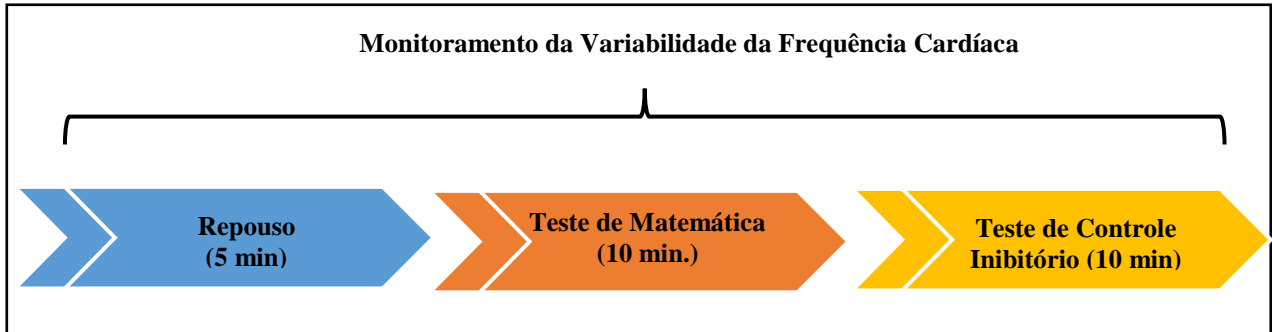 Monitoramento da Variabilidade da Frequência Cardíaca
Repouso
(5 min)
Teste de Matemática
(10 min.)
Teste de Controle
Inibitório (10 min)